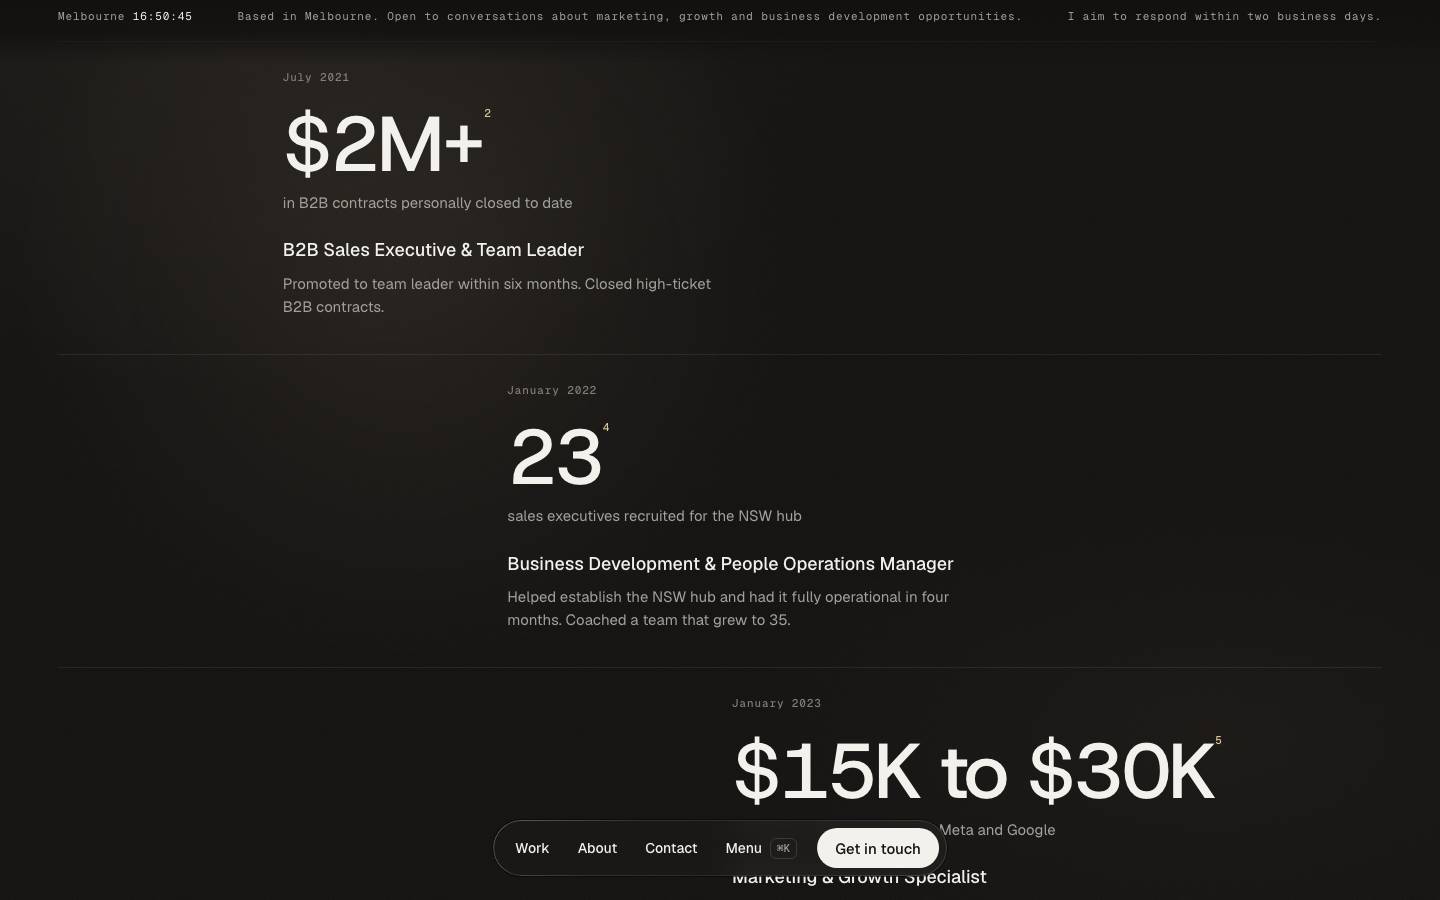 Melbourne 16:50:45
Based in Melbourne. Open to conversations about marketing, growth and business development opportunities.
I aim to respond within two business days.
July 2021
$2M+2
in B2B contracts personally closed to date
B2B Sales Executive & Team Leader
Promoted to team leader within six months. Closed high-ticket
B2B contracts.
January 2022
23 4
sales executives recruited for the NSW hub
Business Development & People Operations Manager
Helped establish the NSW hub and had it fully operational in four
months. Coached a team that grew to 35.
January 2023
$15K to $30K5
Meta and Google
Work About Contact Menu ⌘K Get in touch
Marketing & Growth Specialist